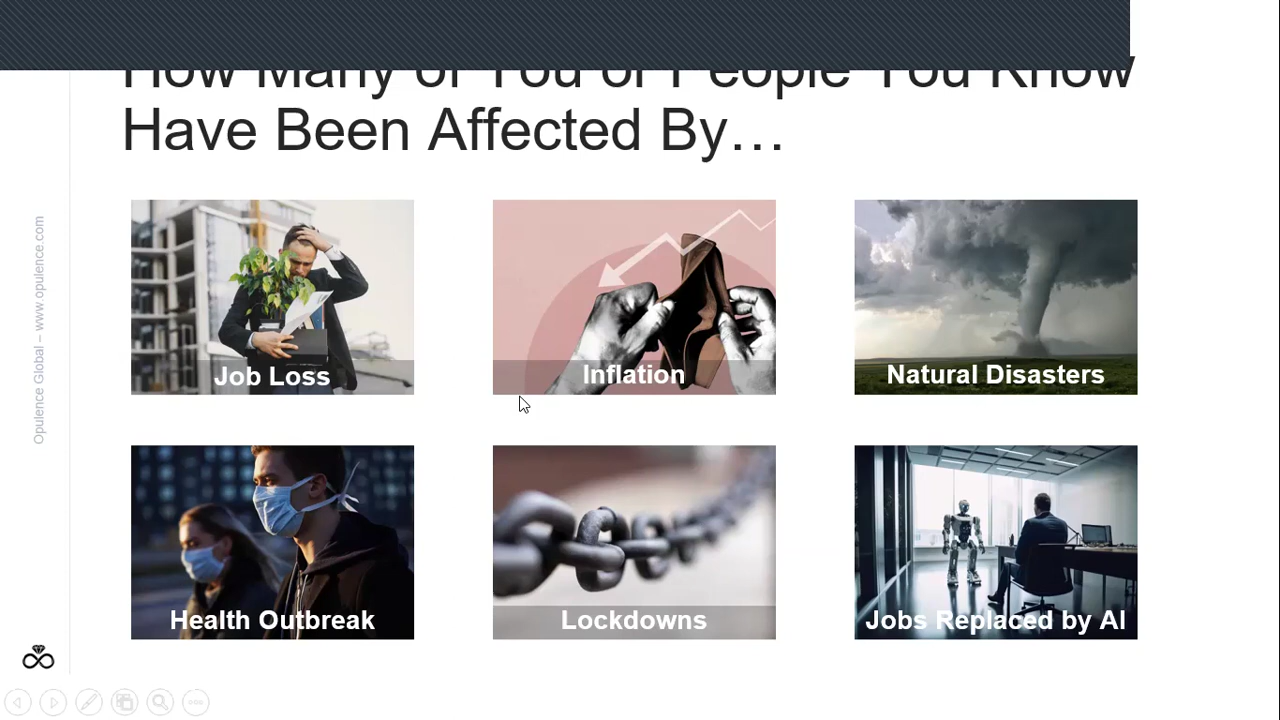 How Many of You or People You Know
Have Been Affected By…
Opulence Global – www.opulence.com
Job Loss
Inflation
Natural Disasters
Health Outbreak
Lockdowns
Jobs Replaced by AI